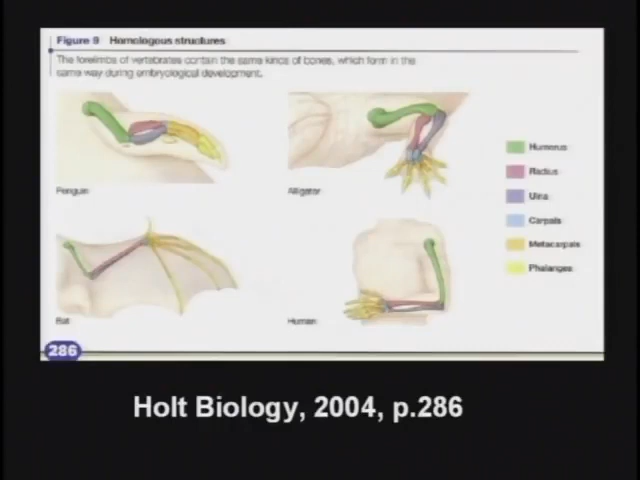 Figure 9 Homologous structures
The forelimbs of vertebrates contain the same kinds of bones, which form in the
same way during embryological development.
Penguin
Alligator
Humerus
Radius
Ulna
Carpals
Metacarpals
Phalanges
Bat
Human
286
Holt Biology, 2004, p.286